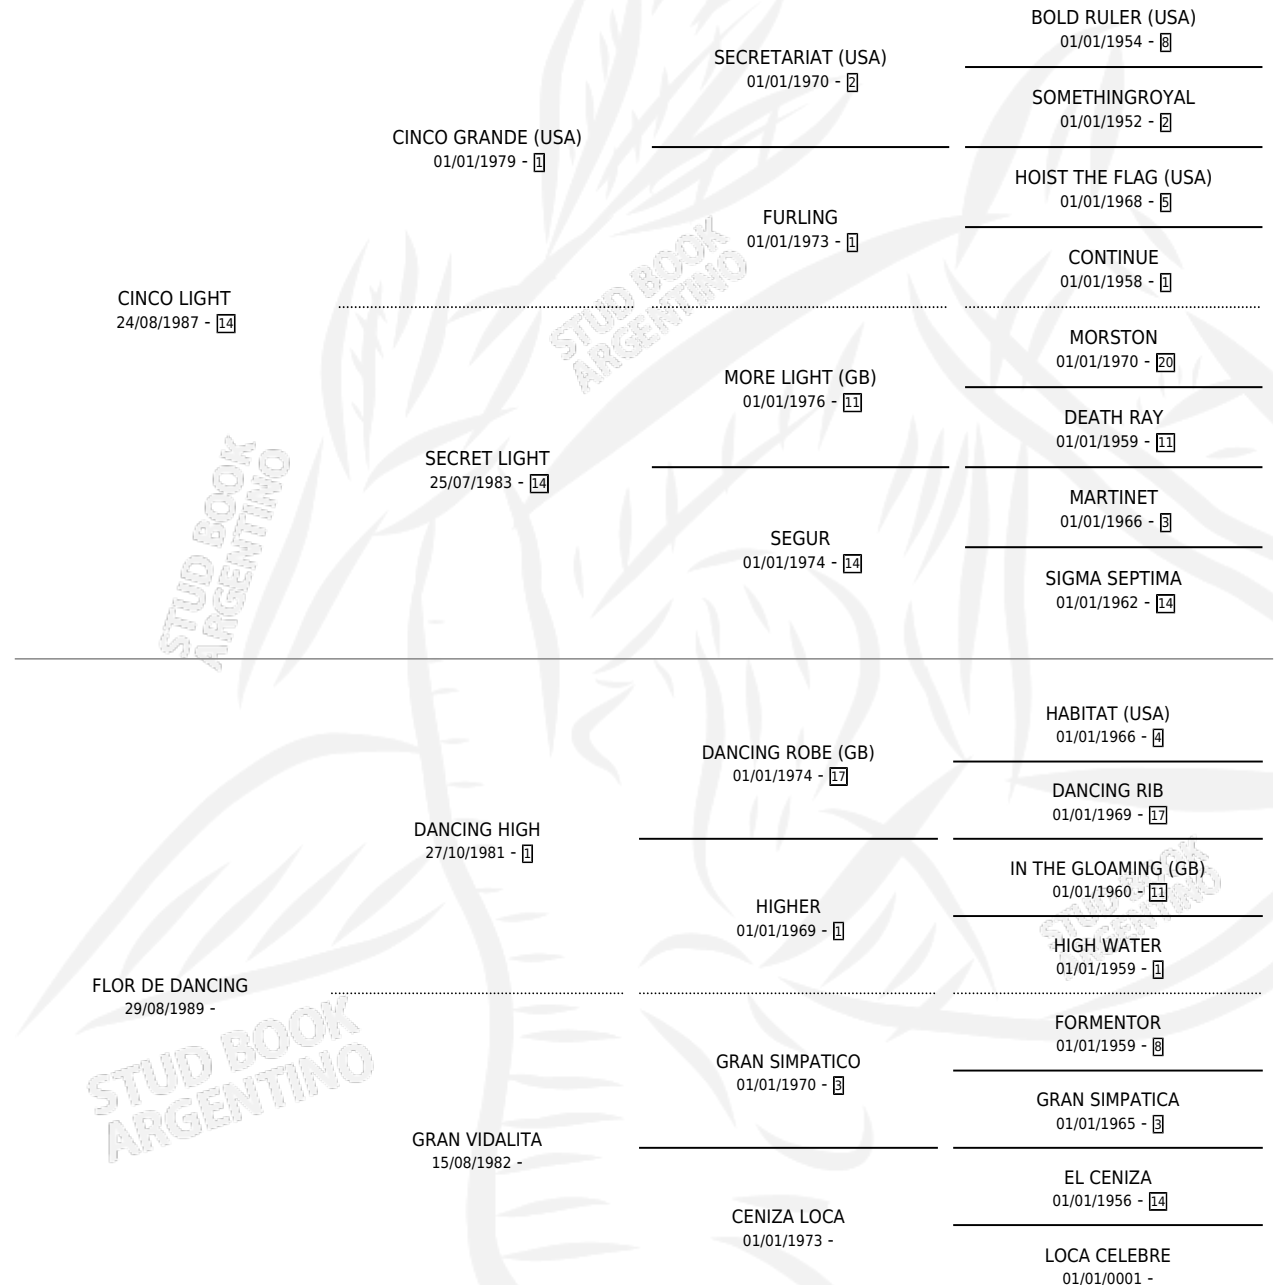 BOLD RULER (USA)
01/01/1954 - 8
SECRETARIAT (USA)
01/01/1970 - 2
SOMETHINGROYAL
01/01/1952 - 2
CINCO GRANDE (USA)
01/01/1979 - 1
HOIST THE FLAG (USA)
01/01/1968 - 5
FURLING
01/01/1973 - 1
CONTINUE
01/01/1958 - 1
CINCO LIGHT
24/08/1987 - 14
MORSTON
01/01/1970 - 20
MORE LIGHT (GB)
01/01/1976 - 11
DEATH RAY
01/01/1959 - 11
SECRET LIGHT
25/07/1983 - 14
MARTINET
01/01/1966 - 3
SEGUR
01/01/1974 - 14
SIGMA SEPTIMA
01/01/1962 - 14
HABITAT (USA)
01/01/1966 - 4
DANCING ROBE (GB)
01/01/1974 - 17
DANCING RIB
01/01/1969 - 17
DANCING HIGH
27/10/1981 - 1
IN THE GLOAMING (GB)
01/01/1960 - 11
HIGHER
01/01/1969 - 1
HIGH WATER
01/01/1959 - 1
FLOR DE DANCING
29/08/1989 -
FORMENTOR
01/01/1959 - 8
GRAN SIMPATICO
01/01/1970 - 3
GRAN SIMPATICA
01/01/1965 - 3
GRAN VIDALITA
15/08/1982 -
EL CENIZA
01/01/1956 - 14
CENIZA LOCA
01/01/1973 -
LOCA CELEBRE
01/01/0001 -
STUD BOOK
ARGENTINO
STUD BOOK
ARGENTINO
STUD BOOK
ARGENTINO
STUD BOOK
ARGENTINO